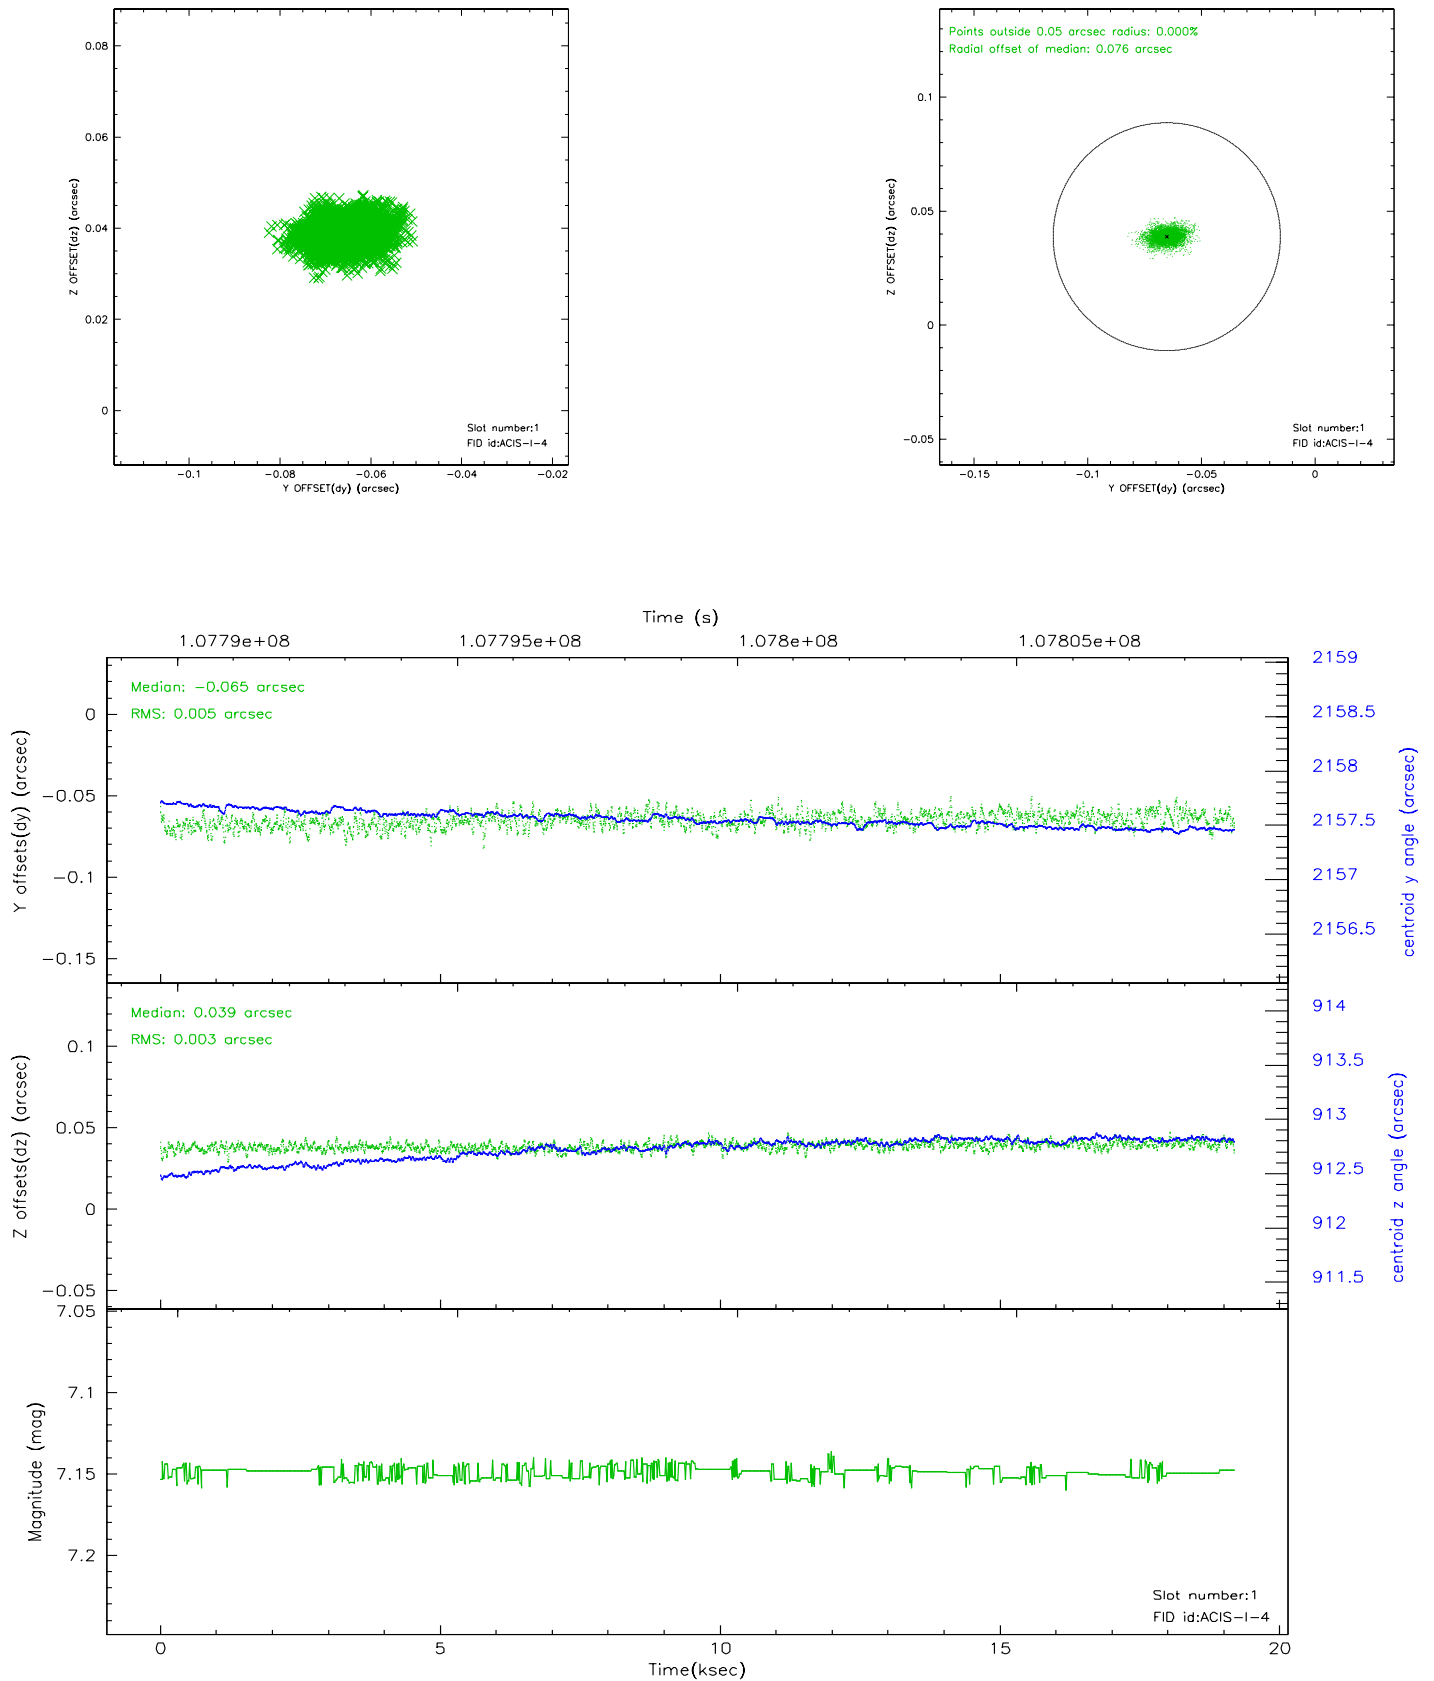 0.08
0.06
0.04
0.02
0
Z OFFSET(dz) (arcsec)
Slot number:1
FID id:ACIS-I-4
-0.1 -0.08 -0.06 -0.04 -0.02
Y OFFSET(dy) (arcsec)
Points outside 0.05 arcsec radius: 0.000%
Radial offset of median: 0.076 arcsec
0.1
0.05
0
-0.05
Z OFFSET(dz) (arcsec)
Slot number:1
FID id:ACIS-I-4
-0.15 -0.1 -0.05 0
Y OFFSET(dy) (arcsec)
Time (s)
1.0779e+08 1.07795e+08 1.078e+08 1.07805e+08
Median: -0.065 arcsec
RMS: 0.005 arcsec
0
-0.05
-0.1
-0.15
Y offsets(dy) (arcsec)
2159
2158.5
2158
2157.5
2157
2156.5
centroid y angle (arcsec)
Median: 0.039 arcsec
RMS: 0.003 arcsec
0.1
0.05
0
-0.05
Z offsets(dz) (arcsec)
914
913.5
913
912.5
912
911.5
centroid z angle (arcsec)
7.05
7.1
7.15
7.2
Magnitude (mag)
Slot number:1
FID id:ACIS-I-4
0 5 10 15 20
Time(ksec)